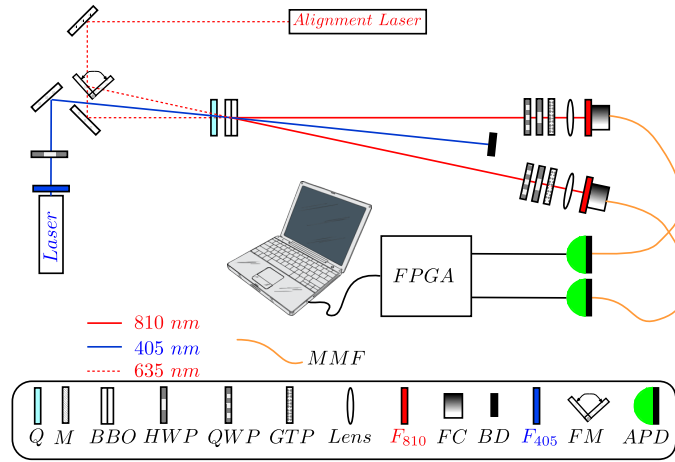 Alignment Laser
Laser
FPGA
810 nm
405 nm
635 nm
MMF
Q M BBO HWP QWP GTP Lens F810 FC BD F405 FM APD